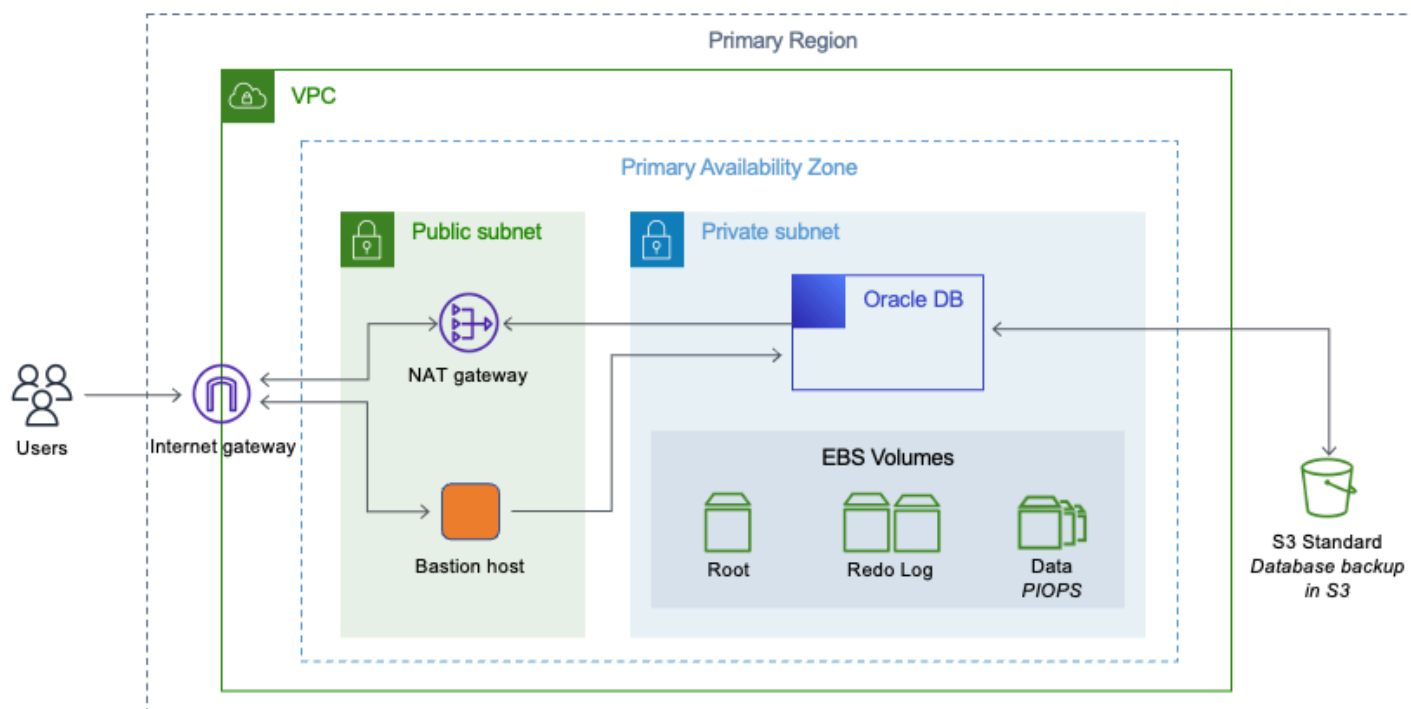 Primary Region
VPC
Primary Availability Zone
Public subnet
Private subnet
Oracle DB
NAT gateway
Users
Internet gateway
EBS Volumes
Bastion host
Root
Redo Log
Data
PIOPS
S3 Standard
Database backup
in S3